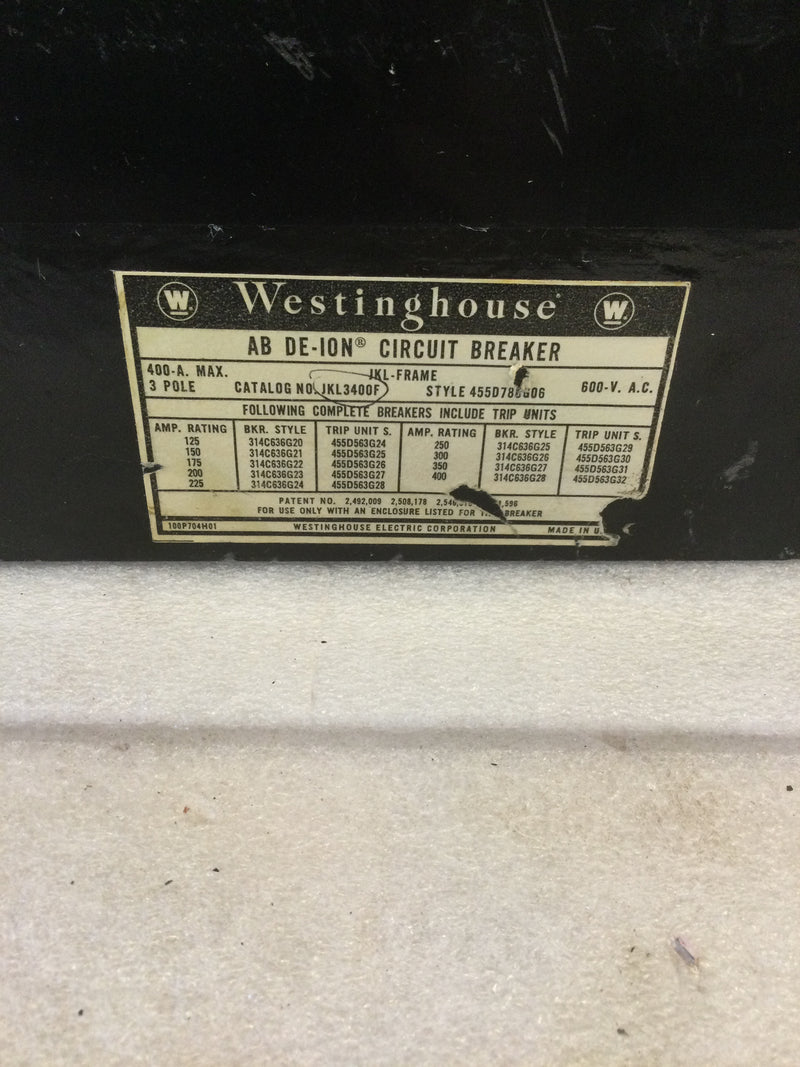 W Westinghouse W
AB DE-ION® CIRCUIT BREAKER
400-A. MAX. JKL-FRAME
3 POLE CATALOG NO. JKL3400F STYLE 600-V. A.C.
FOLLOWING COMPLETE BREAKERS INCLUDE TRIP UNITS
AMP. RATING BKR. STYLE TRIP UNIT S. AMP. RATING BKR. STYLE TRIP UNIT S.
125 314C636G20 455D563G24 250 314C636G25 455D563G29
150 314C636G21 455D563G25 300 314C636G26 455D563G30
175 314C636G22 455D563G26 350 314C636G27 455D563G31
200 314C636G23 455D563G27 400 314C636G28 455D563G32
225 314C636G24 455D563G28
PATENT NO. 2,492,009 2,508,178
FOR USE ONLY WITH AN ENCLOSURE LISTED FOR BREAKER
100P704H01 WESTINGHOUSE ELECTRIC CORPORATION MADE IN U.